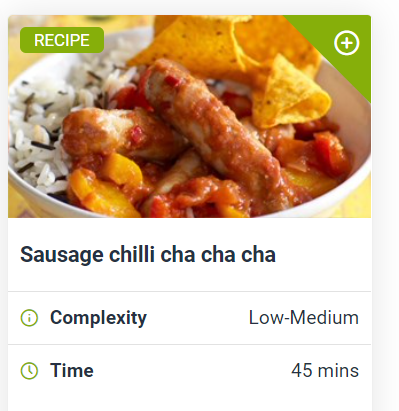 RECIPE
Sausage chilli cha cha cha
Complexity Low-Medium
Time 45 mins